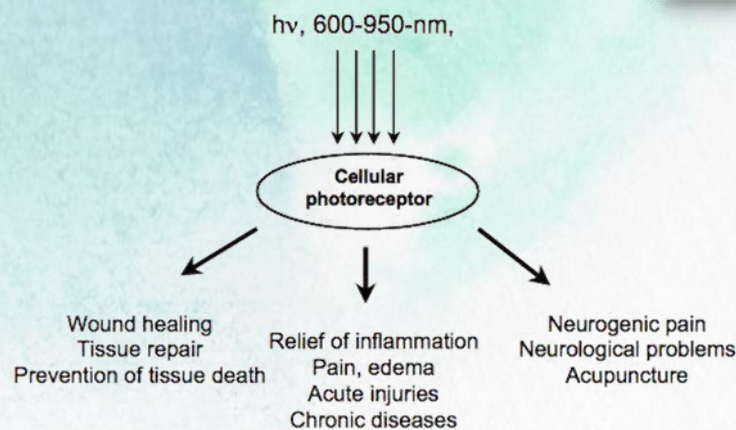 hν, 600-950-nm,
Cellular
photoreceptor
Wound healing
Tissue repair
Prevention of tissue death
Relief of inflammation
Pain, edema
Acute injuries
Chronic diseases
Neurogenic pain
Neurological problems
Acupuncture